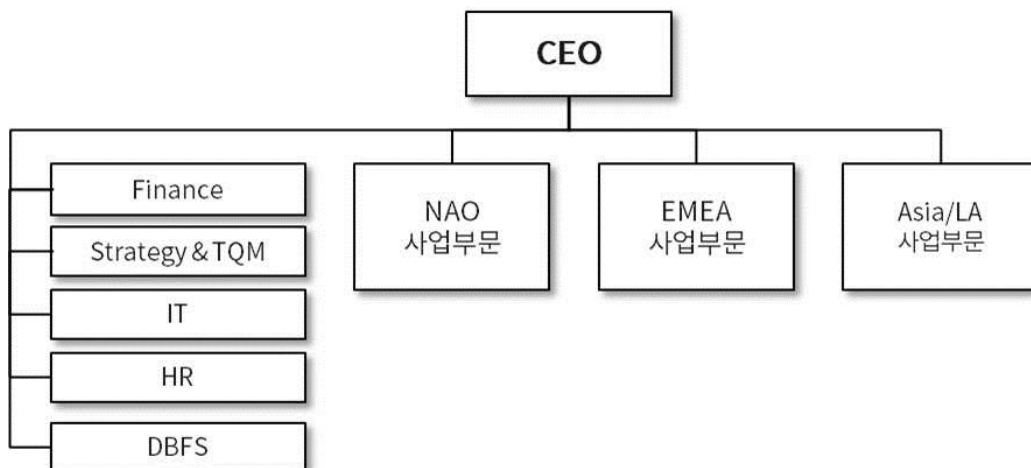 CEO
Finance
Strategy & TQM
IT
HR
DBFS
NAO
사업부문
EMEA
사업부문
Asia/LA
사업부문